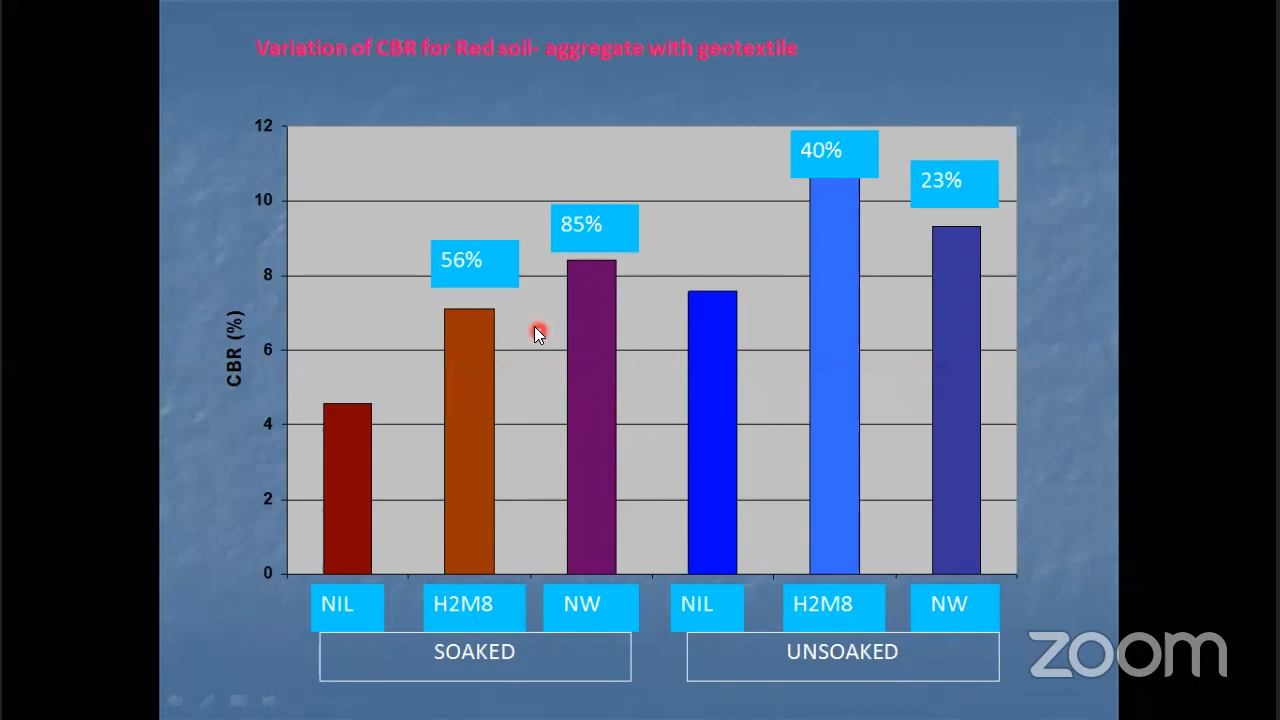 Variation of CBR for Red soil- aggregate with geotextile
12
10
8
6
4
2
0
CBR (%)
56%
85%
40%
23%
NIL
H2M8
NW
NIL
H2M8
NW
SOAKED
UNSOAKED
zoom